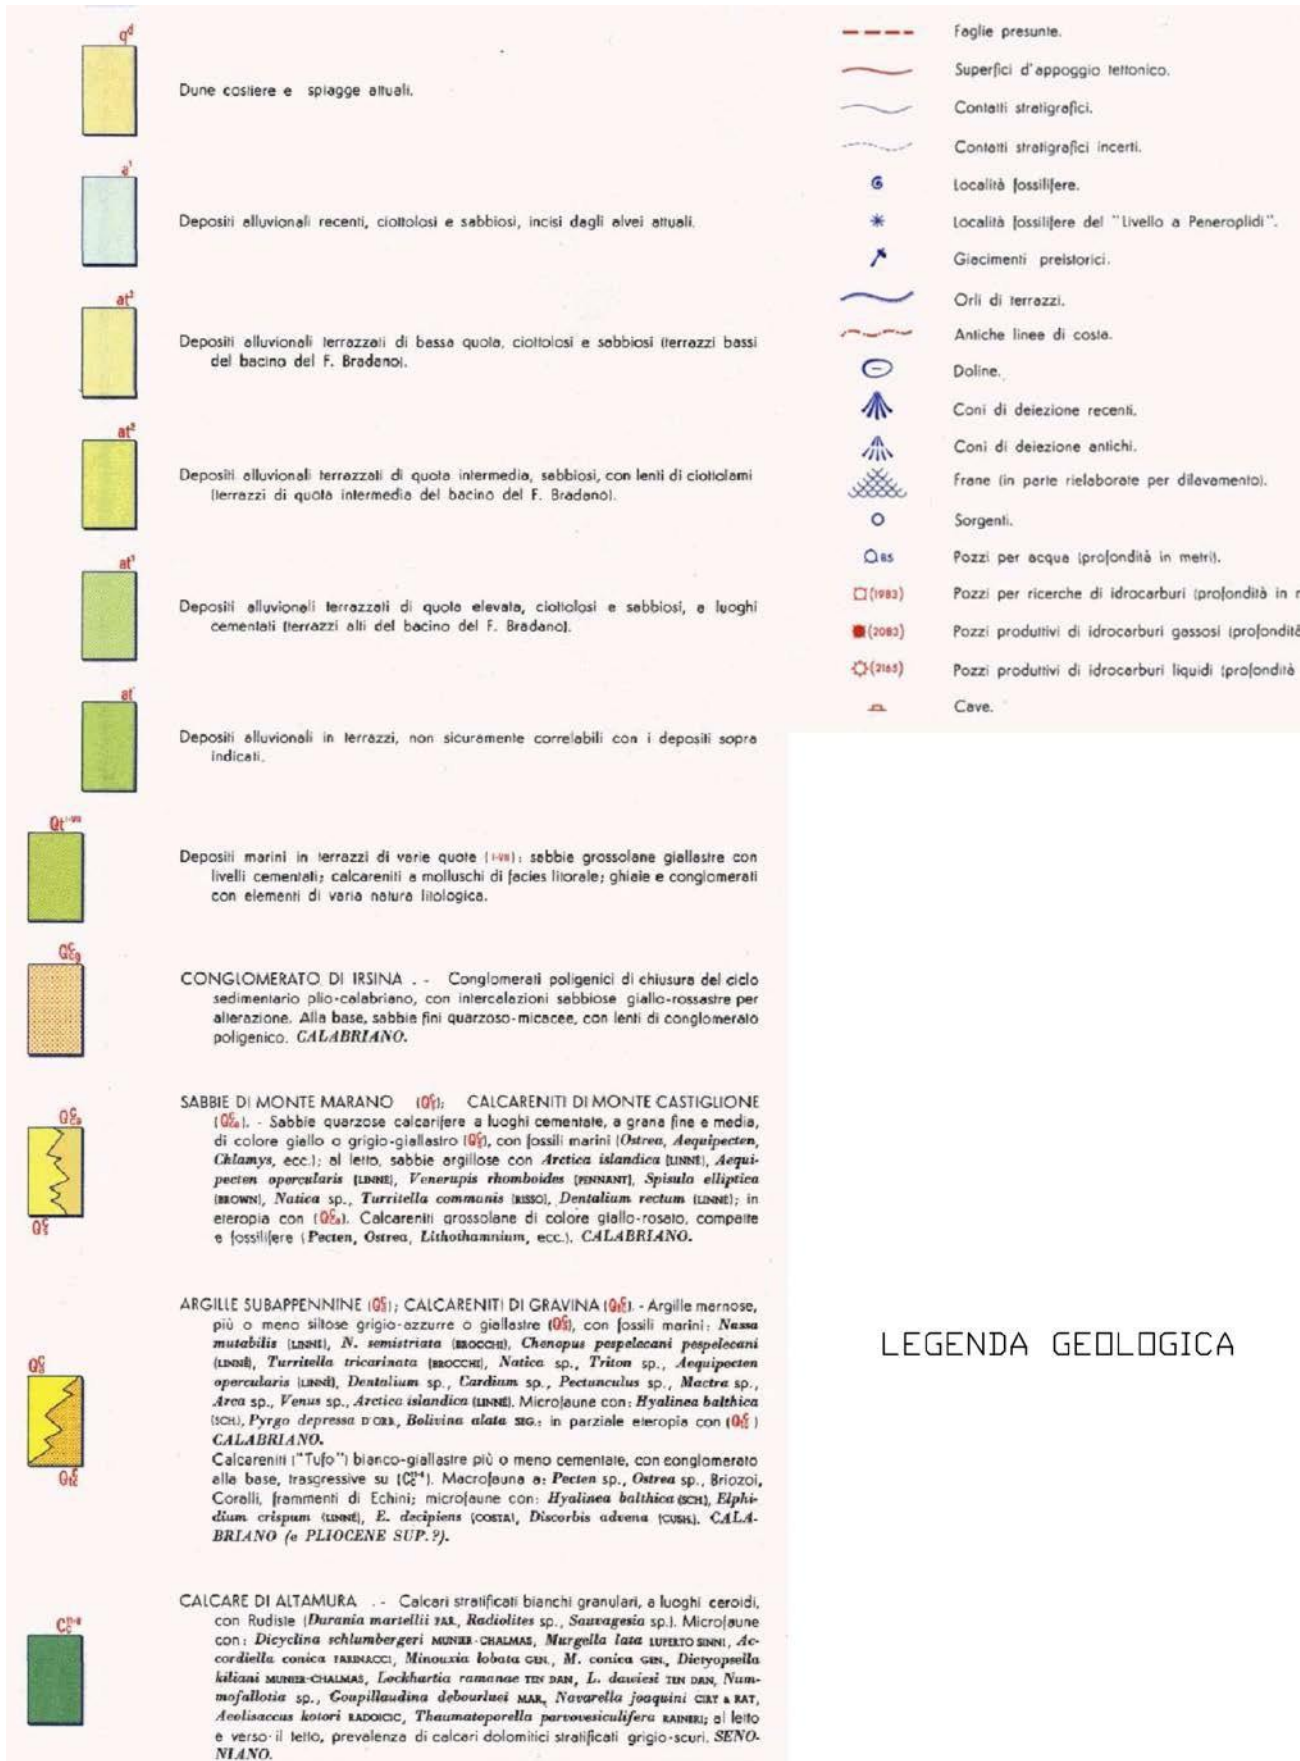 qd
Dune costiere e spiagge attuali.
a1
Depositi alluvionali recenti, ciottolosi e sabbiosi, incisi dagli alvei attuali.
at3
Depositi alluvionali terrazzati di bassa quota, ciottolosi e sabbiosi (terrazzi bassi
del bacino del F. Bradano).
at2
Depositi alluvionali terrazzati di quota intermedia, sabbiosi, con lenti di ciottolami
(terrazzi di quota intermedia del bacino del F. Bradano).
at1
Depositi alluvionali terrazzati di quota elevata, ciottolosi e sabbiosi, a luoghi
cementati (terrazzi alti del bacino del F. Bradano).
at
Depositi alluvionali in terrazzi, non sicuramente correlabili con i depositi sopra
indicati.
Qt I-VII
Depositi marini in terrazzi di varie quote (I-VII): sabbie grossolane giallastre con
livelli cementati; calcareniti a molluschi di facies litorale; ghiaie e conglomerati
con elementi di varia natura litologica.
CONGLOMERATO DI IRSINA . - Conglomerati poligenici di chiusura del ciclo
sedimentario plio-calabriano, con intercalazioni sabbiose giallo-rossastre per
alterazione. Alla base, sabbie fini quarzoso-micacee, con lenti di conglomerato
poligenico. CALABRIANO.
SABBIE DI MONTE MARANO CALCARENITI DI MONTE CASTIGLIONE
- Sabbie quarzose calcarifere a luoghi cementate, a grana fine e media,
di colore giallo o grigio-giallastro, con fossili marini (Ostrea, Aequipecten,
Chlamys, ecc.); al letto, sabbie argillose con Arctica islandica (LINNÉ), Aequi-
pecten opercularis (LINNÉ), Venerupis rhomboides (PENNANT), Spisula elliptica
(BROWN), Natica sp., Turritella communis (RISSO), Dentalium rectum (LINNÉ); in
eteropia con. Calcareniti grossolane di colore giallo-rosato, compatte
e fossilifere (Pecten, Ostrea, Lithothamnium, ecc.). CALABRIANO.
ARGILLE SUBAPPENNINE; CALCARENITI DI GRAVINA. - Argille marnose,
più o meno siltose grigio-azzurre o giallastre, con fossili marini: Nassa
mutabilis (LINNÉ), N. semistriata (BROCCHI), Chenopus pespelecani pespelecani
(LINNÉ), Turritella tricarinata (BROCCHI), Natica sp., Triton sp., Aequipecten
opercularis (LINNÉ), Dentalium sp., Cardium sp., Pectunculus sp., Mactra sp.,
Arca sp., Venus sp., Arctica islandica (LINNÉ). Microfaune con: Hyalinea balthica
(SCH.), Pyrgo depressa D'ORB., Bolivina alata SEG.: in parziale eteropia con
CALABRIANO.
Calcareniti ("Tufo") bianco-giallastre più o meno cementate, con conglomerato
alla base, trasgressive su. Macrofauna a: Pecten sp., Ostrea sp., Briozoi,
Coralli, frammenti di Echini; microfaune con: Hyalinea balthica (SCH.), Elphi-
dium crispum (LINNÉ), E. decipiens (COSTA), Discorbis advena (CUSH.). CALA-
BRIANO (e PLIOCENE SUP.?).
CALCARE DI ALTAMURA . - Calcari stratificati bianchi granulari, a luoghi ceroidi,
con Rudiste (Durania martellii PAR., Radiolites sp., Sauvagesia sp.). Microfaune
con: Dicyclina schlumbergeri MUNIER-CHALMAS, Murgella lata LUPERTO SINNI, Ac-
cordiella conica FARINACCI, Minouxia lobata GEN., M. conica GEN., Dictyopsella
kiliani MUNIER-CHALMAS, Lockhartia ramanae TEN DAN, L. dawiesi TEN DAN, Num-
mofallotia sp., Goupillaudina debourluei MAR., Navarella joaquini CIRY & RAT,
Aeolisaccus kotori RADOICIC, Thaumatoporella parvovesiculifera RAINERI; al letto
e verso il tetto, prevalenza di calcari dolomitici stratificati grigio-scuri. SENO-
NIANO.
Faglie presunte.
Superfici d'appoggio tettonico.
Contatti stratigrafici.
Contatti stratigrafici incerti.
Località fossilifere.
Località fossilifere del "Livello a Peneroplidi".
Giacimenti preistorici.
Orli di terrazzi.
Antiche linee di costa.
Doline.
Coni di deiezione recenti.
Coni di deiezione antichi.
Frane (in parte rielaborate per dilavamento).
Sorgenti.
85 Pozzi per acqua (profondità in metri).
(1983) Pozzi per ricerche di idrocarburi (profondità in
(2083) Pozzi produttivi di idrocarburi gassosi (profondità
(2165) Pozzi produttivi di idrocarburi liquidi (profondità
Cave.
LEGENDA GEOLOGICA